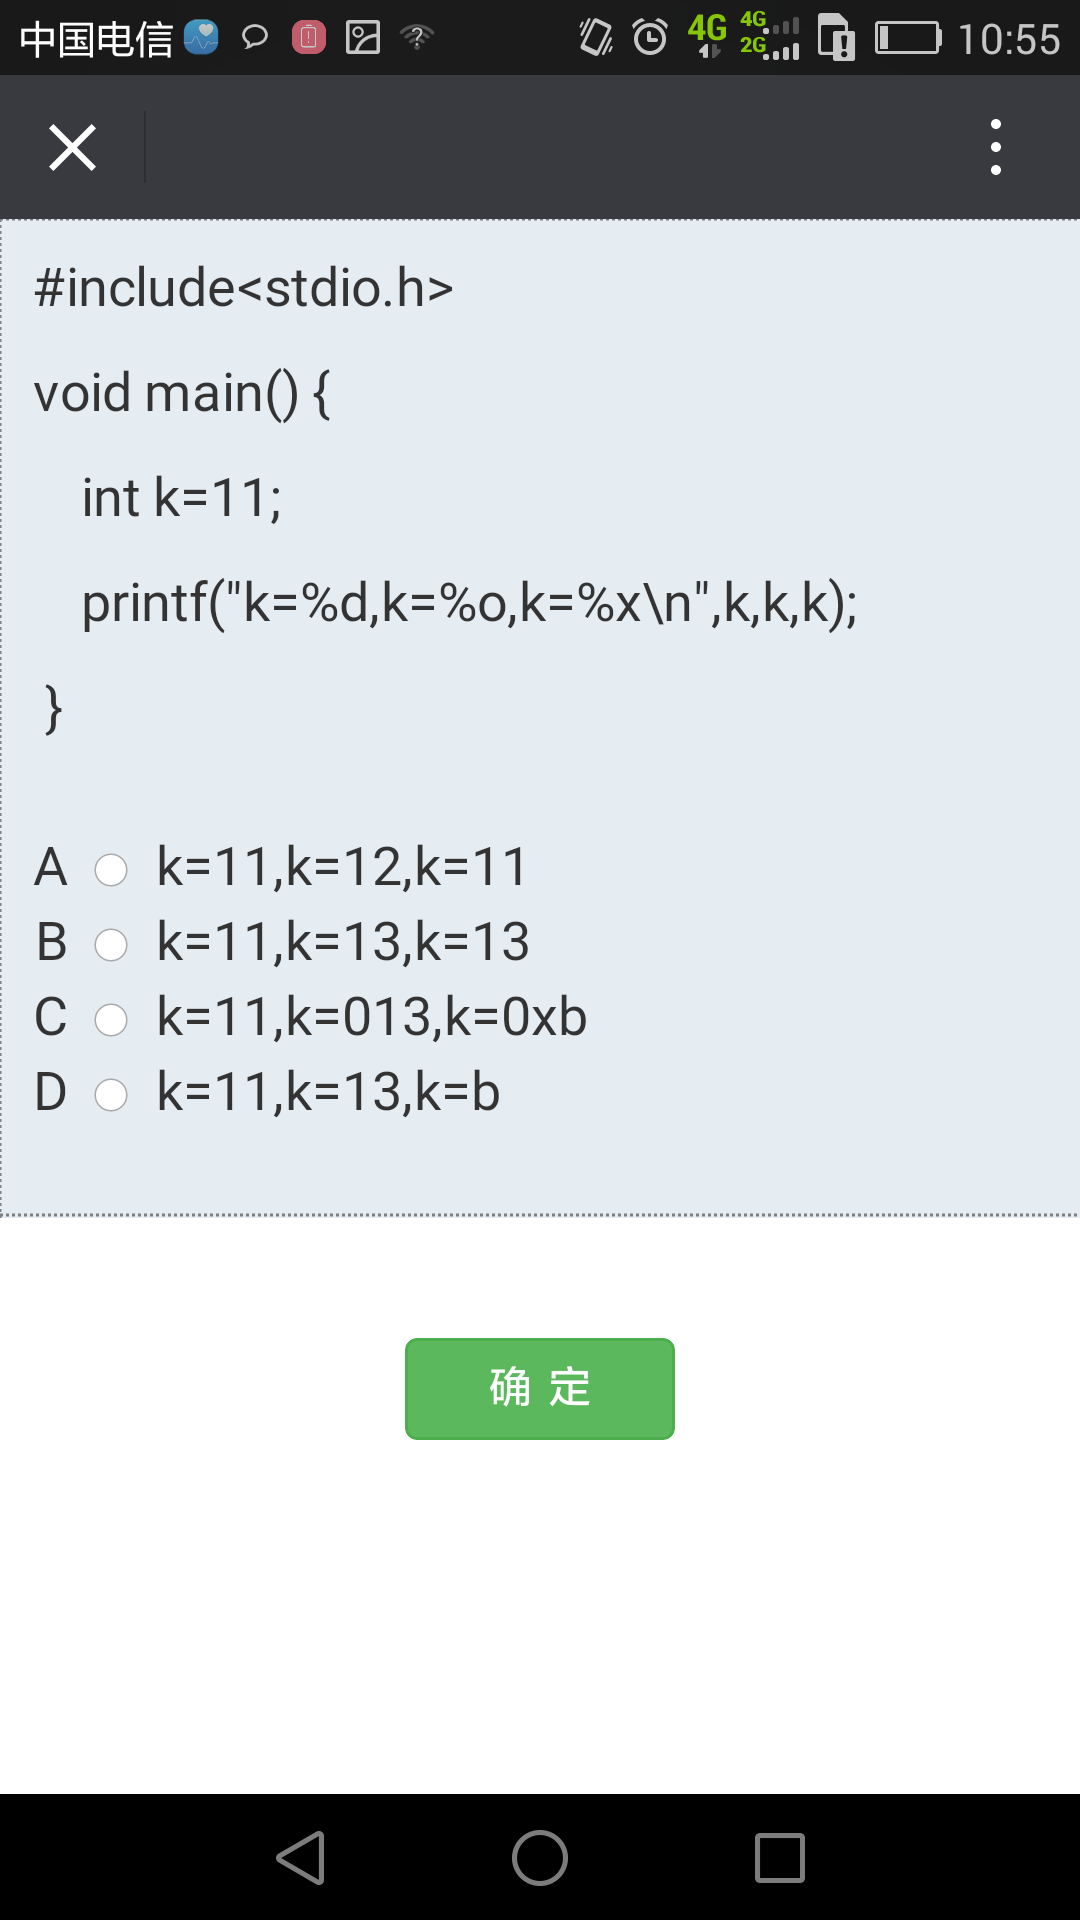 中国电信 4G 4G 2G 10:55
#include<stdio.h>
void main() {
int k=11;
printf("k=%d,k=%o,k=%x\n",k,k,k);
}
A k=11,k=12,k=11
B k=11,k=13,k=13
C k=11,k=013,k=0xb
D k=11,k=13,k=b
确 定